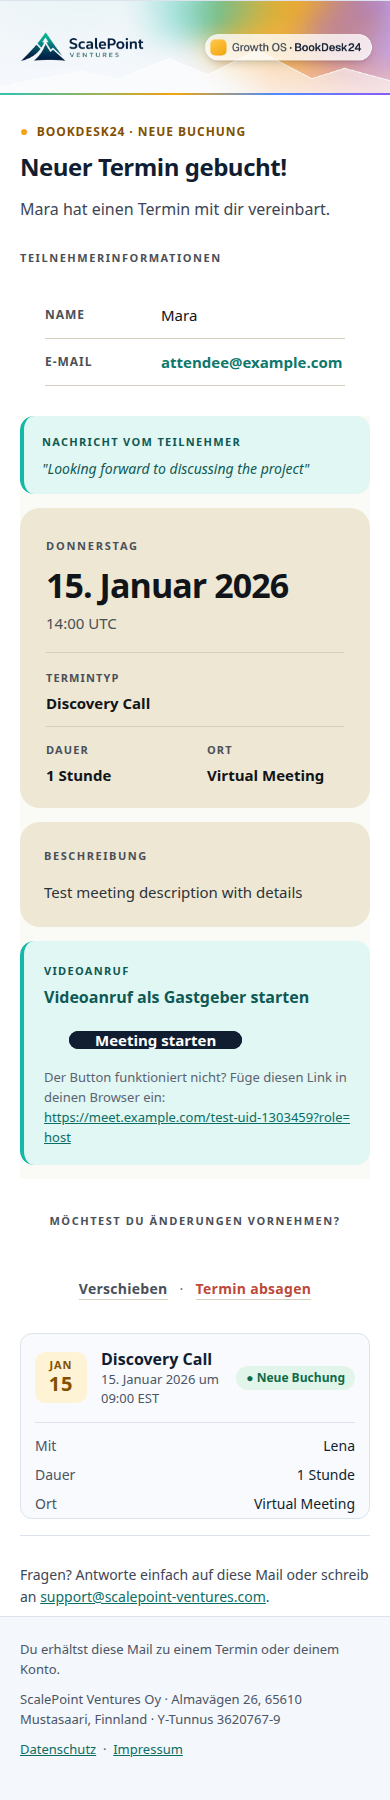 ScalePoint
VENTURES
Growth OS · BookDesk24
● BOOKDESK24 · NEUE BUCHUNG
Neuer Termin gebucht!
Mara hat einen Termin mit dir vereinbart.
TEILNEHMERINFORMATIONEN
NAME Mara
E-MAIL attendee@example.com
NACHRICHT VOM TEILNEHMER
"Looking forward to discussing the project"
DONNERSTAG
15. Januar 2026
14:00 UTC
TERMINTYP
Discovery Call
DAUER ORT
1 Stunde Virtual Meeting
BESCHREIBUNG
Test meeting description with details
VIDEOANRUF
Videoanruf als Gastgeber starten
Meeting starten
Der Button funktioniert nicht? Füge diesen Link in
deinen Browser ein:
https://meet.example.com/test-uid-1303459?role=
host
MÖCHTEST DU ÄNDERUNGEN VORNEHMEN?
Verschieben · Termin absagen
JAN
15
Discovery Call
15. Januar 2026 um
09:00 EST
● Neue Buchung
Mit Lena
Dauer 1 Stunde
Ort Virtual Meeting
Fragen? Antworte einfach auf diese Mail oder schreib
an support@scalepoint-ventures.com.
Du erhältst diese Mail zu einem Termin oder deinem
Konto.
ScalePoint Ventures Oy · Almavägen 26, 65610
Mustasaari, Finnland · Y-Tunnus 3620767-9
Datenschutz · Impressum